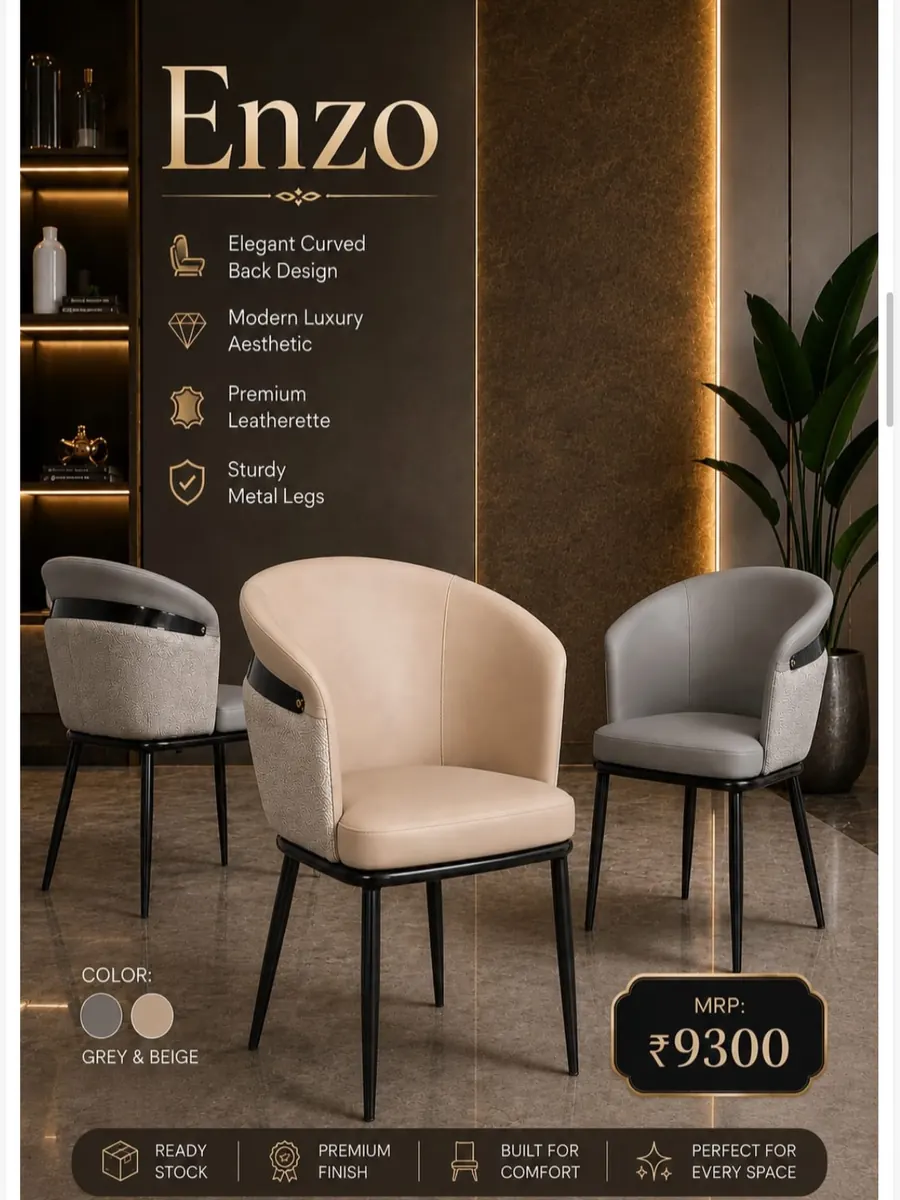 Enzo
Elegant Curved
Back Design
Modern Luxury
Aesthetic
Premium
Leatherette
Sturdy
Metal Legs
COLOR:
GREY & BEIGE
MRP:
₹9300
READY
STOCK
PREMIUM
FINISH
BUILT FOR
COMFORT
PERFECT FOR
EVERY SPACE